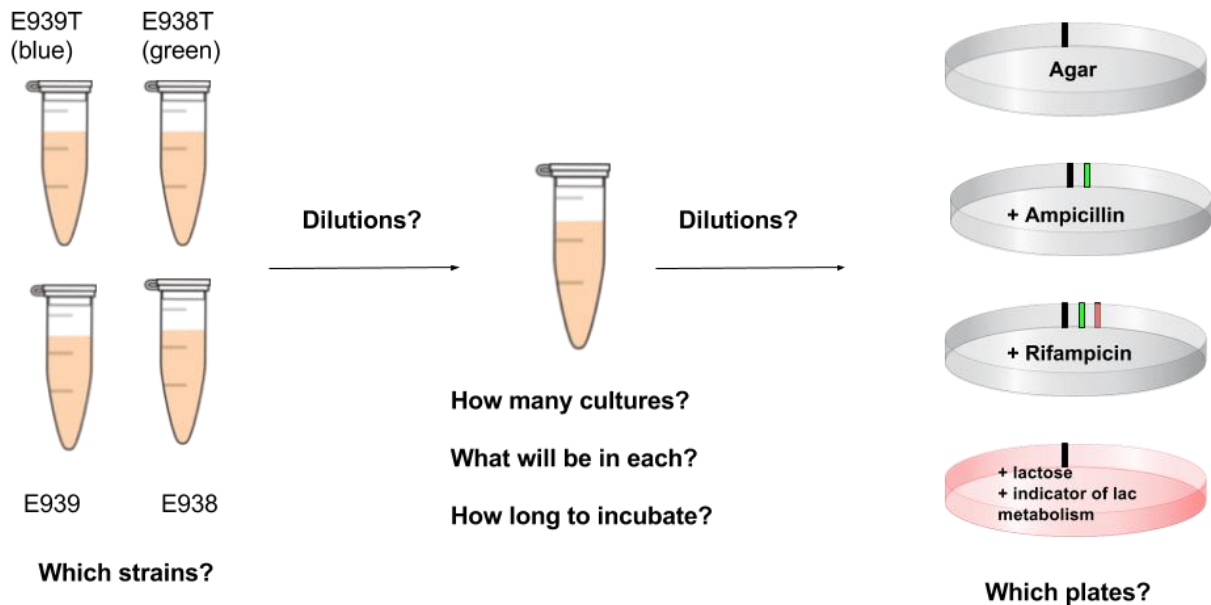 E939T
(blue)
E938T
(green)
E939
E938
Which strains?
Dilutions?
How many cultures?
What will be in each?
How long to incubate?
Dilutions?
Agar
+ Ampicillin
+ Rifampicin
+ lactose
+ indicator of lac
metabolism
Which plates?